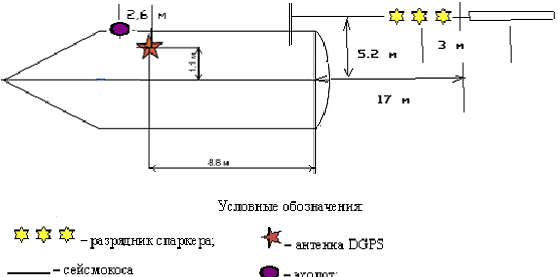 2,6 м
5.2 м
3 м
1.1 м
17 м
8.8 м
Условные обозначения:
– разрядник спаркера;
– антенна DGPS
– сейсмокоса
– эхолот;